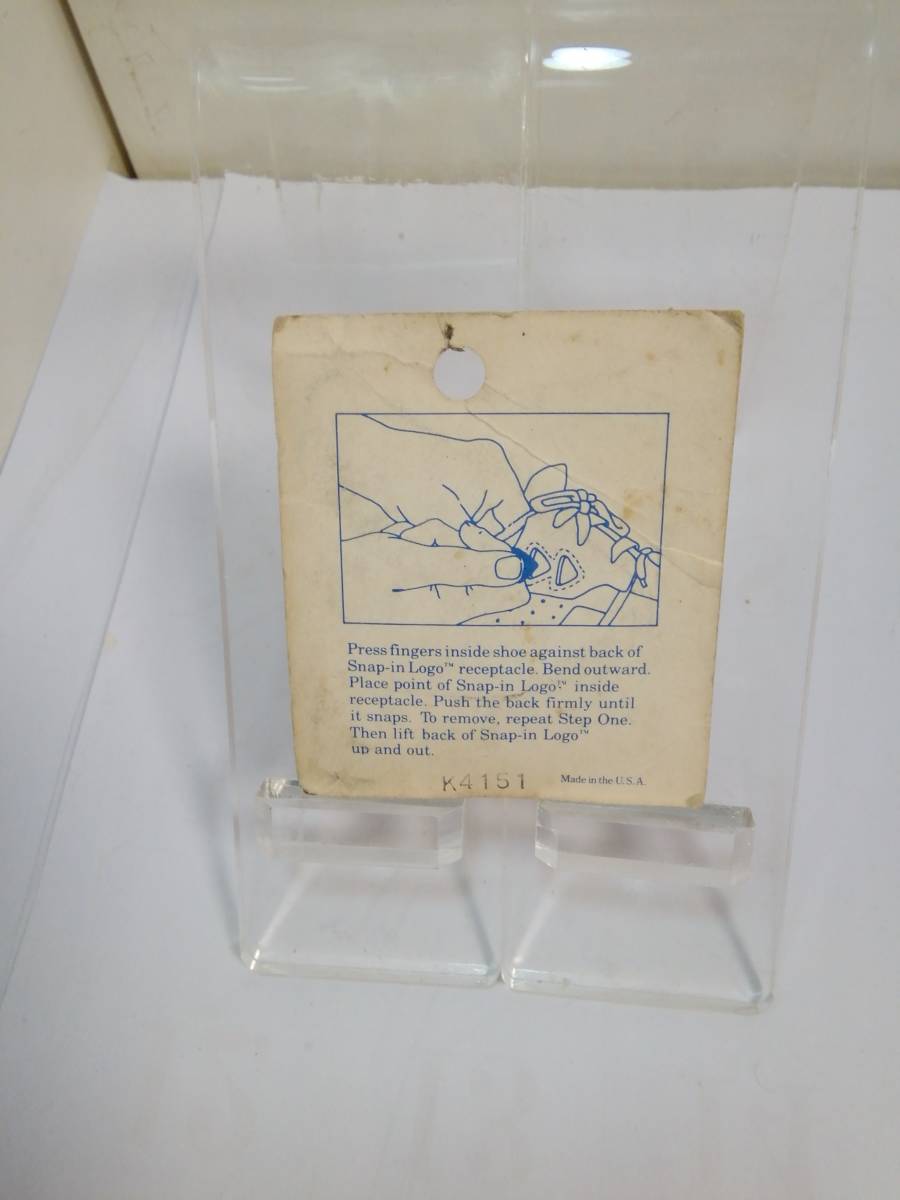 Press fingers inside shoe against back of
Snap-in Logo™ receptacle. Bend outward.
Place point of Snap-in Logo™ inside
receptacle. Push the back firmly until
it snaps. To remove, repeat Step One.
Then lift back of Snap-in Logo™
up and out.
K4151
Made in the U.S.A.